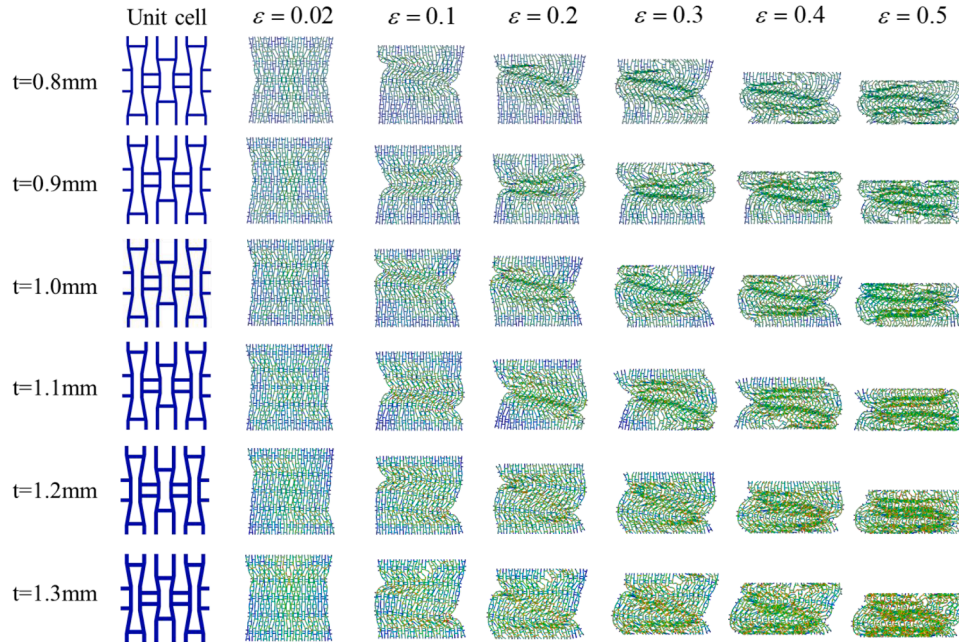 Unit cell ε = 0.02 ε = 0.1 ε = 0.2 ε = 0.3 ε = 0.4 ε = 0.5
t=0.8mm
t=0.9mm
t=1.0mm
t=1.1mm
t=1.2mm
t=1.3mm